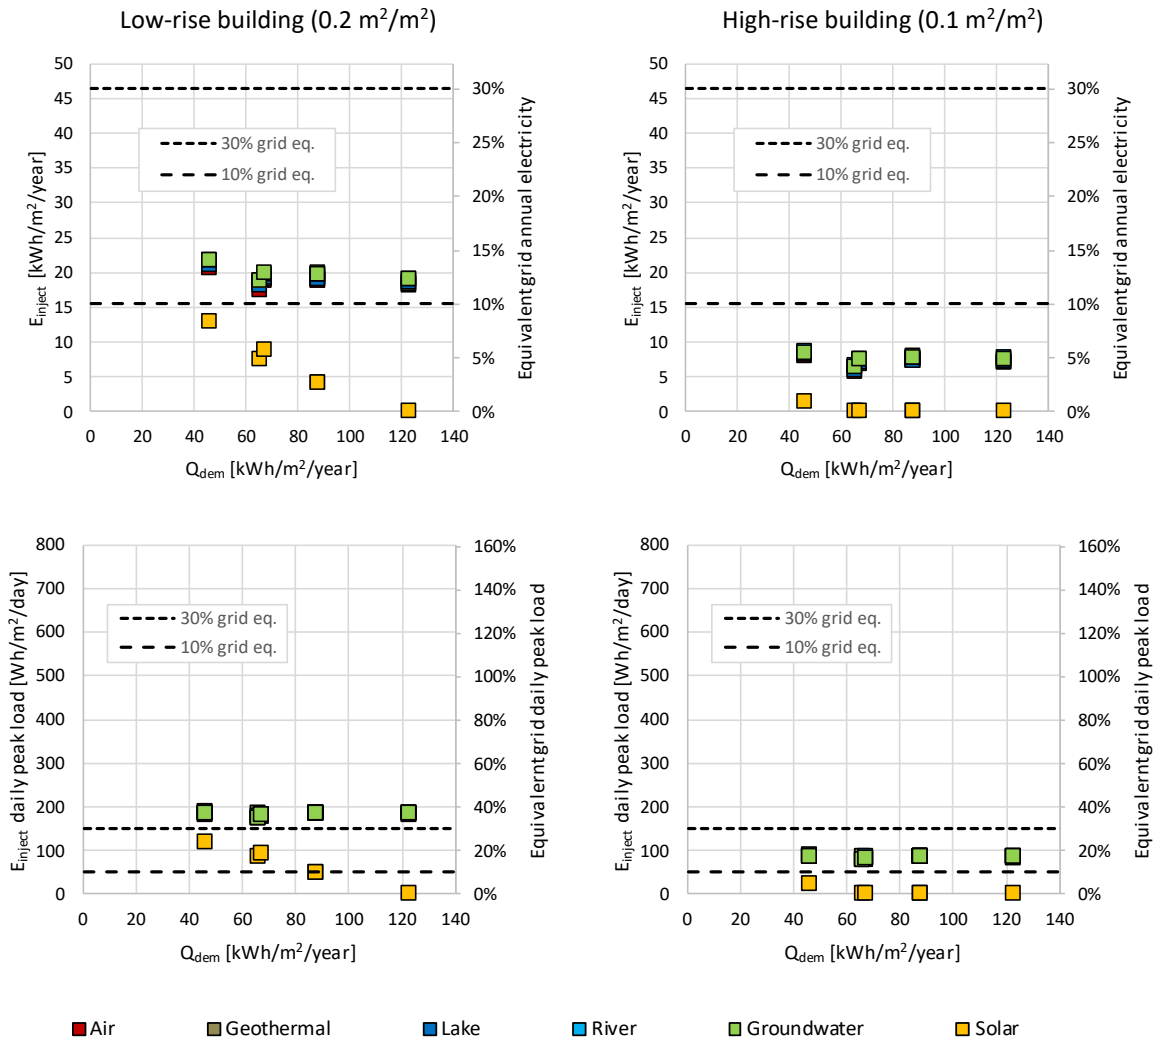 Low-rise building (0.2 m²/m²)
High-rise building (0.1 m²/m²)
E_inject [kWh/m²/year]
50
45
40
35
30
25
20
15
10
5
0
30% grid eq.
10% grid eq.
30%
25%
20%
15%
10%
5%
0%
Equivalent grid annual electricity
0 20 40 60 80 100 120 140
Q_dem [kWh/m²/year]
E_inject [kWh/m²/year]
50
45
40
35
30
25
20
15
10
5
0
30% grid eq.
10% grid eq.
30%
25%
20%
15%
10%
5%
0%
Equivalent grid annual electricity
0 20 40 60 80 100 120 140
Q_dem [kWh/m²/year]
E_inject daily peak load [Wh/m²/day]
800
700
600
500
400
300
200
100
0
30% grid eq.
10% grid eq.
160%
140%
120%
100%
80%
60%
40%
20%
0%
Equivalernt grid daily peak load
0 20 40 60 80 100 120 140
Q_dem [kWh/m²/year]
E_inject daily peak load [Wh/m²/day]
800
700
600
500
400
300
200
100
0
30% grid eq.
10% grid eq.
160%
140%
120%
100%
80%
60%
40%
20%
0%
Equivalernt grid daily peak load
0 20 40 60 80 100 120 140
Q_dem [kWh/m²/year]
Air Geothermal Lake River Groundwater Solar